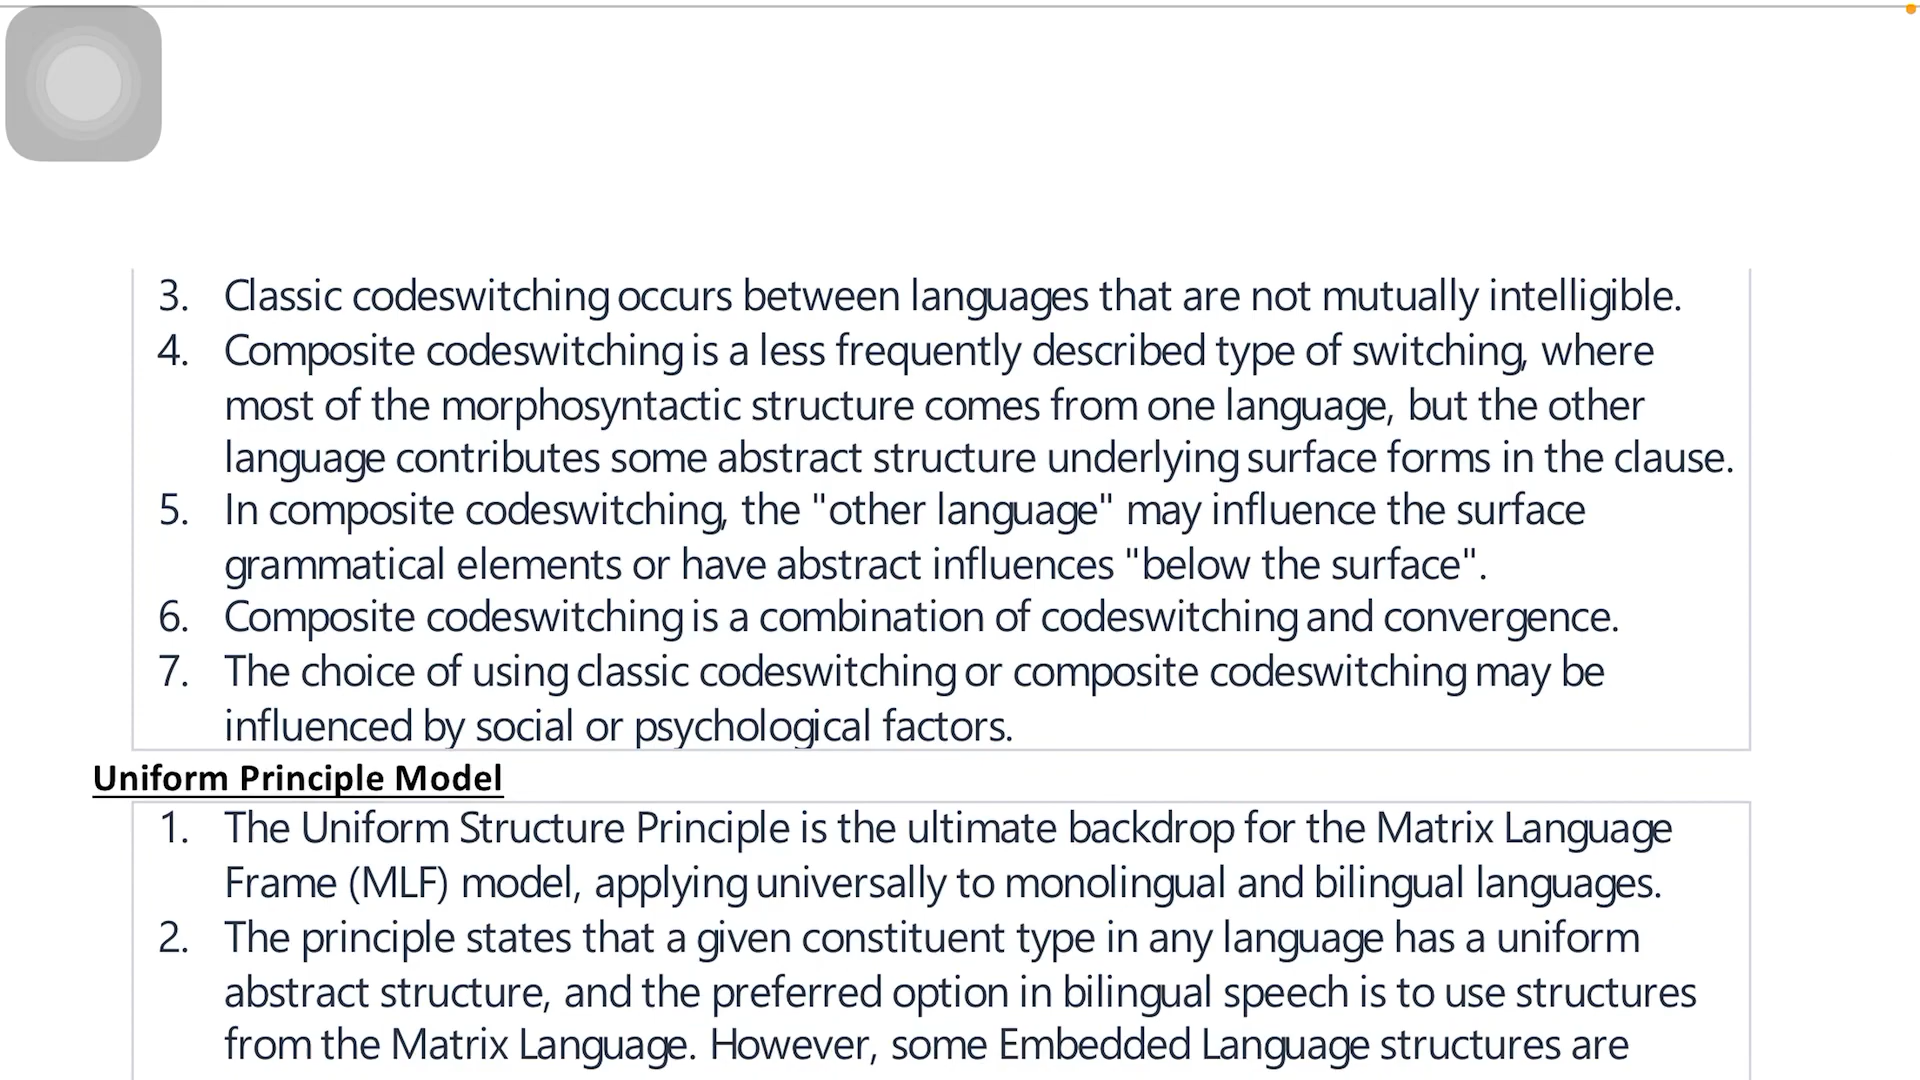 3. Classic codeswitching occurs between languages that are not mutually intelligible.
4. Composite codeswitching is a less frequently described type of switching, where
most of the morphosyntactic structure comes from one language, but the other
language contributes some abstract structure underlying surface forms in the clause.
5. In composite codeswitching, the "other language" may influence the surface
grammatical elements or have abstract influences "below the surface".
6. Composite codeswitching is a combination of codeswitching and convergence.
7. The choice of using classic codeswitching or composite codeswitching may be
influenced by social or psychological factors.
Uniform Principle Model
1. The Uniform Structure Principle is the ultimate backdrop for the Matrix Language
Frame (MLF) model, applying universally to monolingual and bilingual languages.
2. The principle states that a given constituent type in any language has a uniform
abstract structure, and the preferred option in bilingual speech is to use structures
from the Matrix Language. However, some Embedded Language structures are